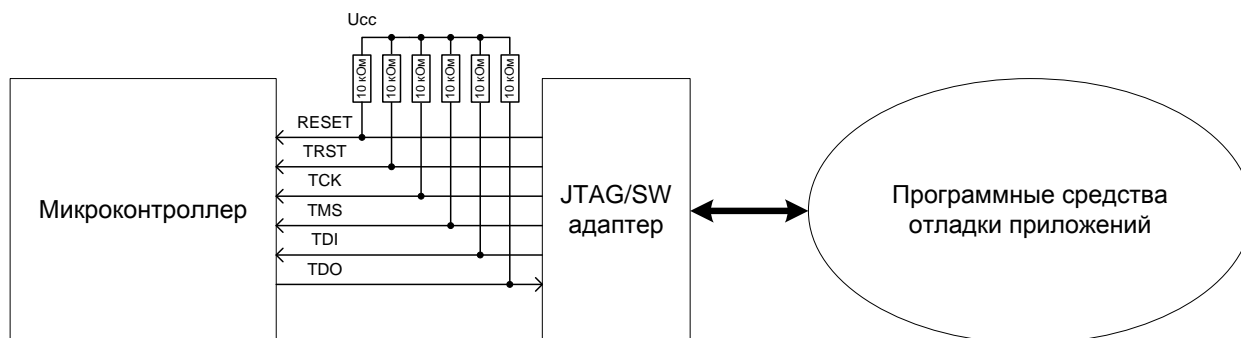 Ucc
10 кОм
10 кОм
10 кОм
10 кОм
10 кОм
10 кОм
RESET
TRST
TCK
TMS
TDI
TDO
Микроконтроллер
JTAG/SW
адаптер
Программные средства
отладки приложений